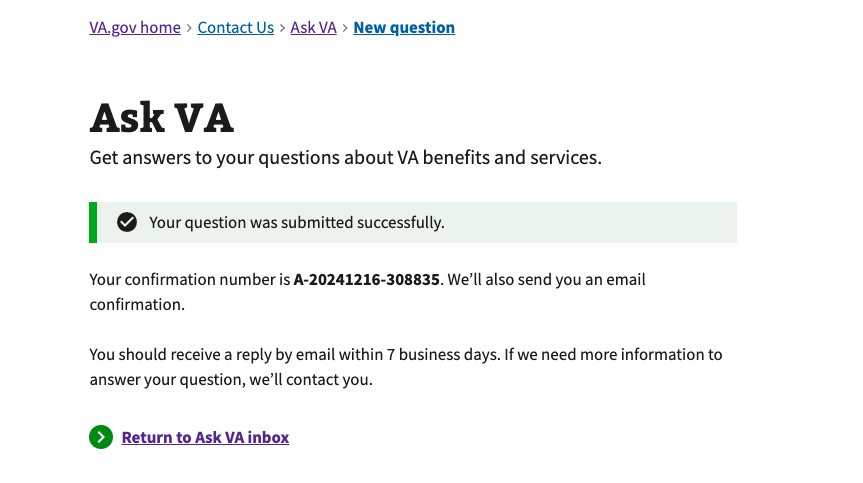 VA.gov home > Contact Us > Ask VA > New question
Ask VA
Get answers to your questions about VA benefits and services.
Your question was submitted successfully.
Your confirmation number is A-20241216-308835. We’ll also send you an email
confirmation.
You should receive a reply by email within 7 business days. If we need more information to
answer your question, we’ll contact you.
Return to Ask VA inbox